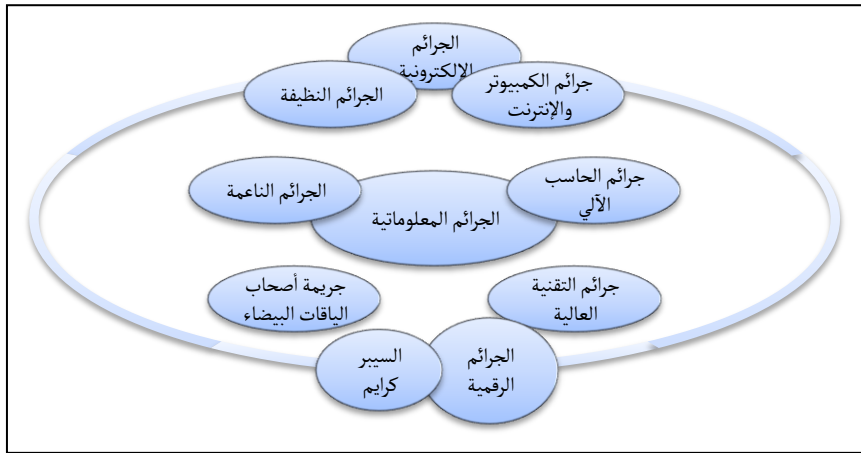 الجرائم
الالكترونية
جرائم الكمبيوتر
والإنترنت
الجرائم النظيفة
جرائم الحاسب
الآلي
الجرائم الناعمة
الجرائم المعلوماتية
جرائم التقنية
العالية
جريمة أصحاب
الياقات البيضاء
الجرائم
الرقمية
السيبر
كرايم